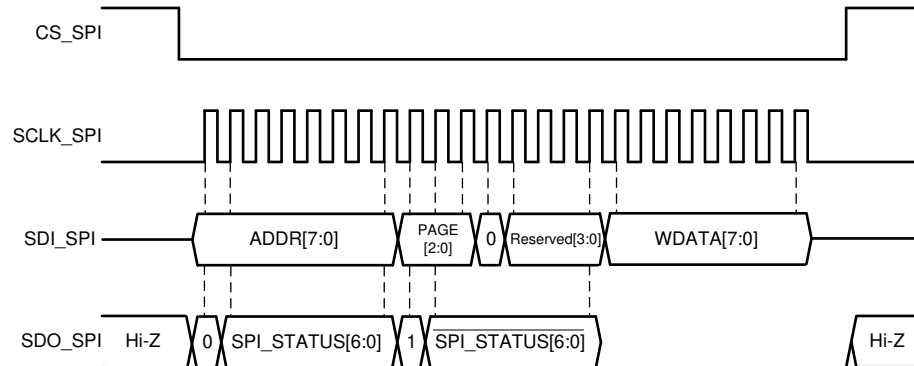 CS_SPI
SCLK_SPI
SDI_SPI ADDR[7:0] PAGE [2:0] 0 Reserved[3:0] WDATA[7:0]
SDO_SPI Hi-Z 0 SPI_STATUS[6:0] 1 SPI_STATUS[6:0] Hi-Z